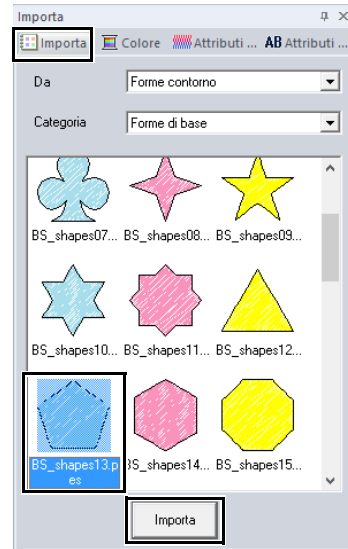 Importa
Importa Colore Attributi ... AB Attributi ...
Da Forme contorno
Categoria Forme di base
BS_shapes07... BS_shapes08... BS_shapes09...
BS_shapes10... BS_shapes11... BS_shapes12...
BS_shapes13.p
es
BS_shapes14... BS_shapes15...
Importa